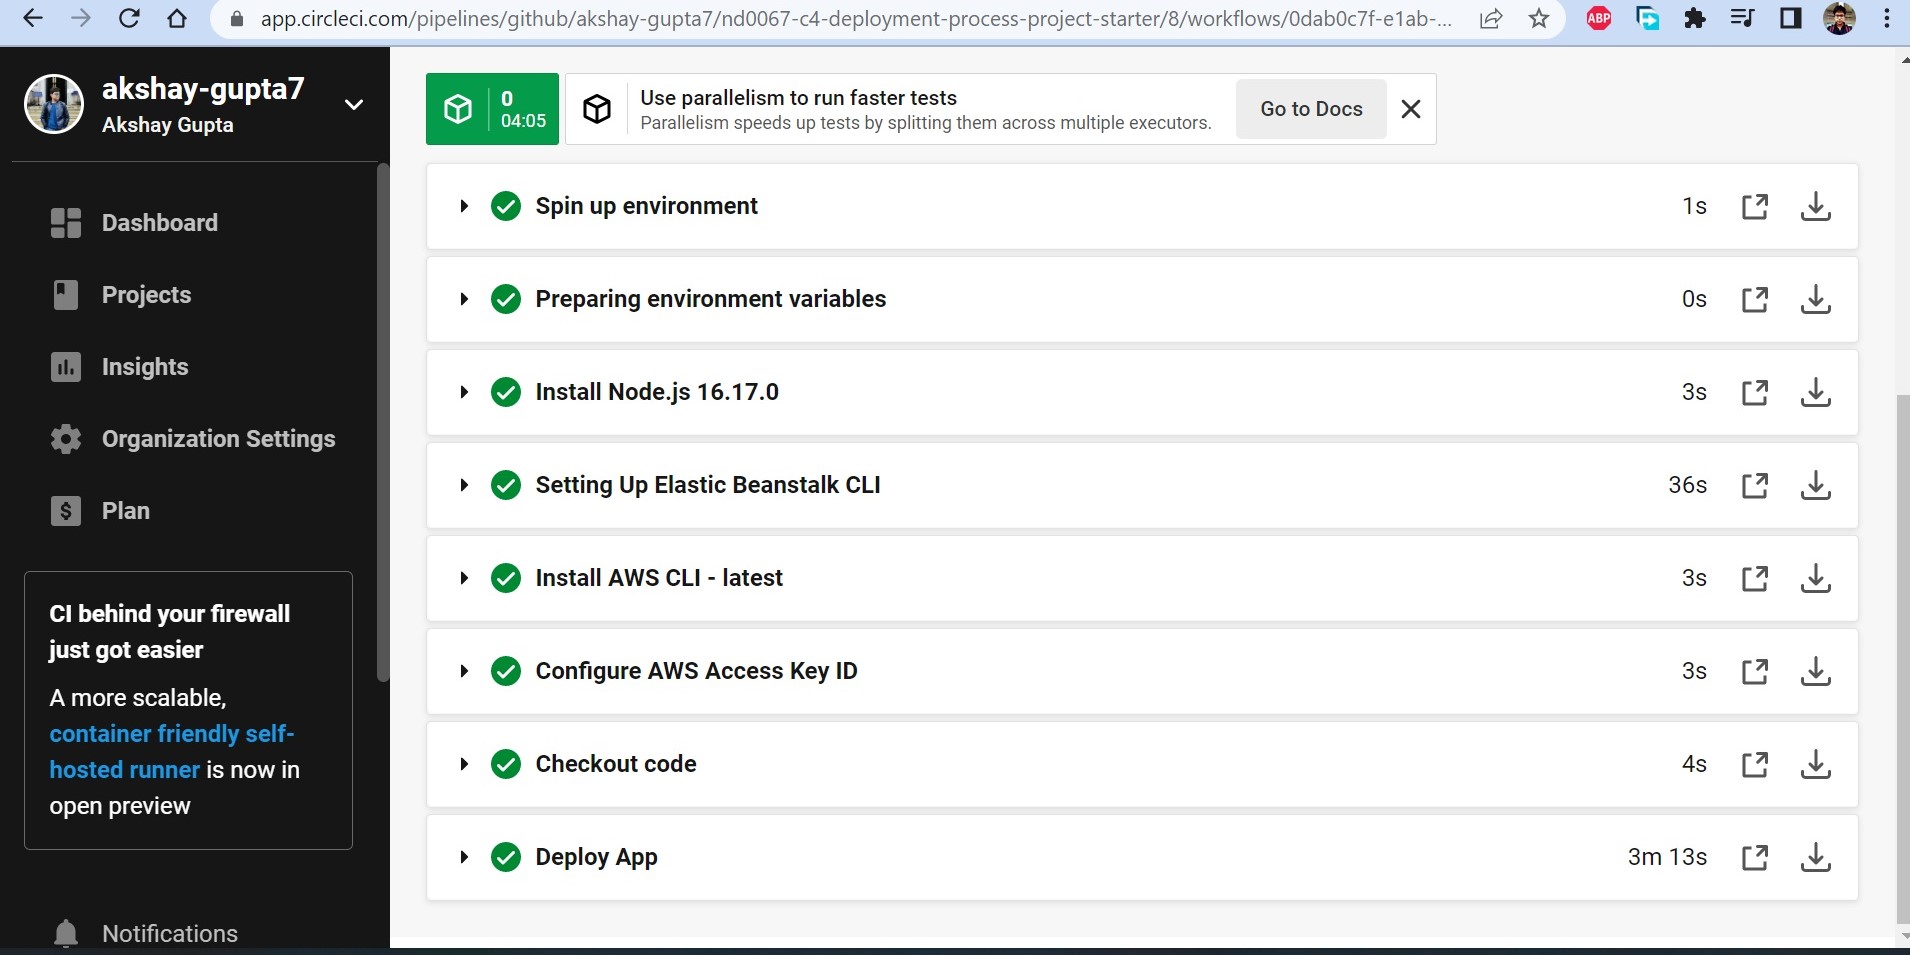 app.circleci.com/pipelines/github/akshay-gupta7/nd0067-c4-deployment-process-project-starter/8/workflows/0dab0c7f-e1ab-...
ABP
akshay-gupta7
Akshay Gupta
Dashboard
Projects
Insights
Organization Settings
$ Plan
CI behind your firewall
just got easier
A more scalable,
container friendly self-
hosted runner is now in
open preview
Notifications
0
04:05
Use parallelism to run faster tests
Parallelism speeds up tests by splitting them across multiple executors.
Go to Docs
Spin up environment 1s
Preparing environment variables 0s
Install Node.js 16.17.0 3s
Setting Up Elastic Beanstalk CLI 36s
Install AWS CLI - latest 3s
Configure AWS Access Key ID 3s
Checkout code 4s
Deploy App 3m 13s